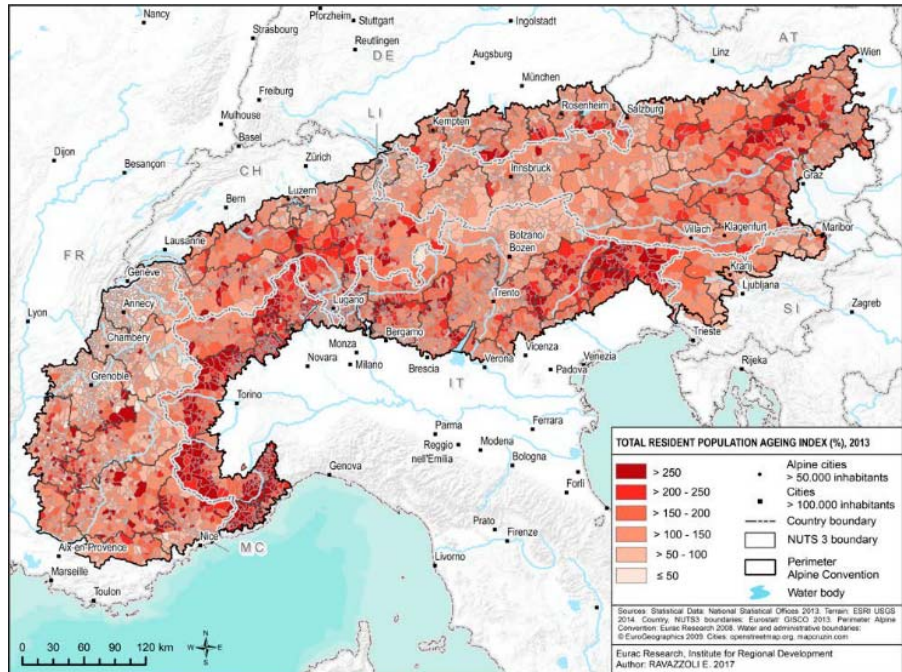 Nancy
Pforzheim
Stuttgart
Ingolstadt
Strasbourg
Reutlingen
DE
Augsburg
Linz
AT
Wien
München
Freiburg
LI
Kempten
Rosenheim
Salzburg
Mulhouse
Basel
Dijon
Besançon
Zürich
CH
Innsbruck
Graz
Luzern
Bern
Lausanne
FR
Bolzano/
Bozen
Villach
Klagenfurt
Maribor
Genève
Kranj
Annecy
Lugano
Trento
Ljubljana
SI
Lyon
Chambery
Bergamo
Zagreb
Monza
Trieste
Novara
Milano
Vicenza
Grenoble
Brescia
Verona
Venezia
Padova
Rijeka
IT
Torino
Parma
Ferrara
Reggio
nell'Emilia
Modena
Bologna
Genova
Forlì
Prato
Firenze
Nice
MC
Aix-en-Provence
Livorno
Marseille
Toulon
0 20 40 80 120 km
N
W E
S
TOTAL RESIDENT POPULATION AGEING INDEX (%), 2013
> 250
> 200 - 250
> 150 - 200
> 100 - 150
> 50 - 100
≤ 50
Alpine cities
> 50.000 inhabitants
Cities
> 100.000 inhabitants
Country boundary
NUTS 3 boundary
Perimeter
Alpine Convention
Water body
Sources: Statistical Data: National Statistical Offices 2013. Terrain: ESRI USGS
2014. Country, NUTS3 boundaries: Eurostat/ GISCO 2013. Perimeter Alpine
Convention: Eurac Research 2008. Water and administrative boundaries:
© EuroGeographics 2009. Cities: openstreetmap.org, mapcruzin.com
Eurac Research, Institute for Regional Development
Author: RAVAZZOLI E. 2017